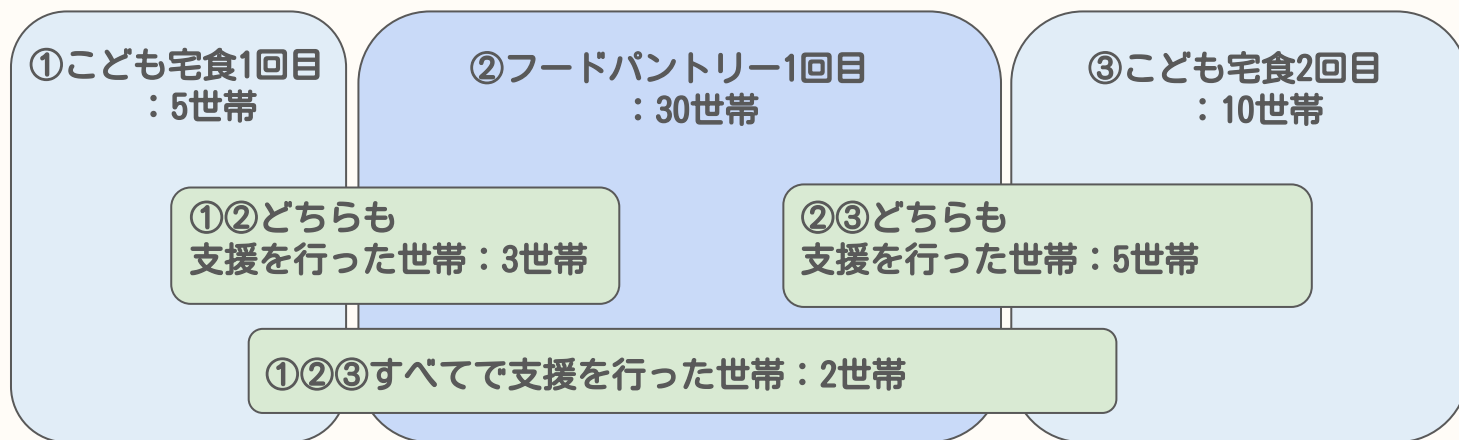 ①こども宅食1回目
：5世帯
②フードパントリー1回目
：30世帯
③こども宅食2回目
：10世帯
①②どちらも
支援を行った世帯：3世帯
②③どちらも
支援を行った世帯：5世帯
①②③すべてで支援を行った世帯：2世帯